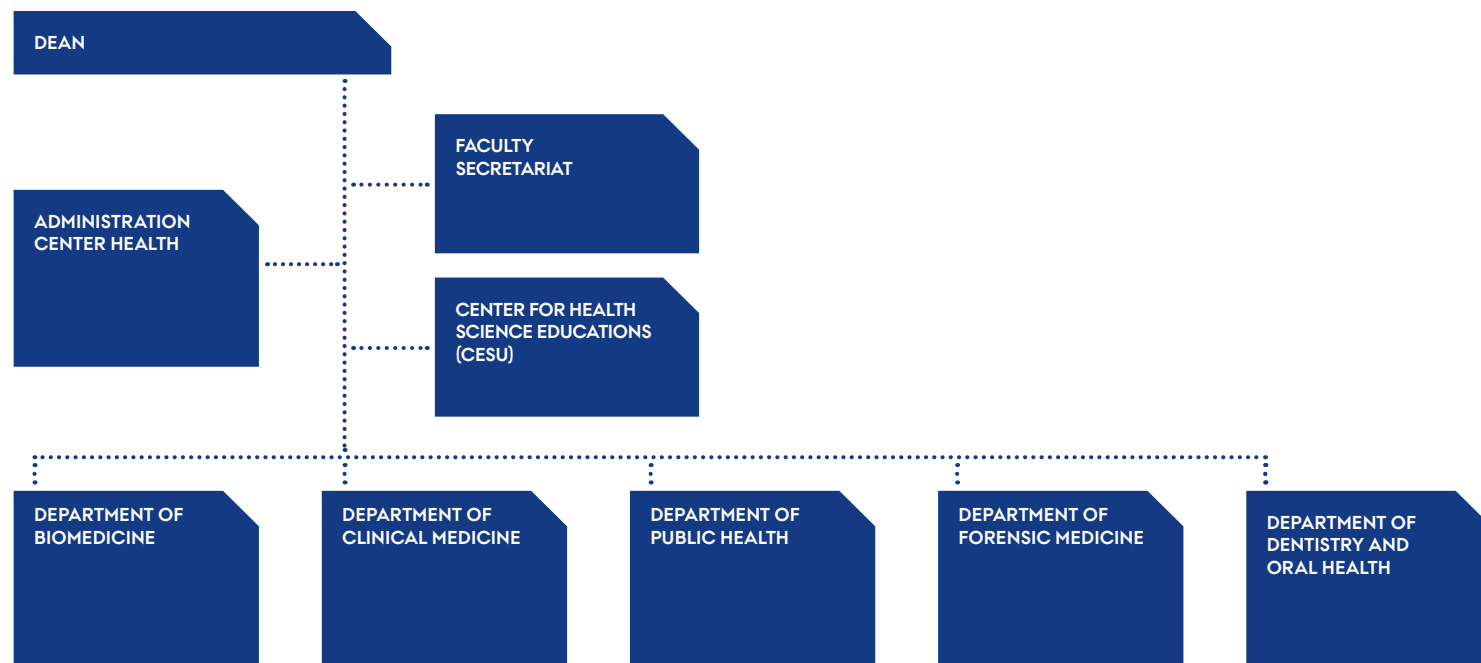 DEAN
FACULTY
SECRETARIAT
ADMINISTRATION
CENTER HEALTH
CENTER FOR HEALTH
SCIENCE EDUCATIONS
(CESU)
DEPARTMENT OF
BIOMEDICINE
DEPARTMENT OF
CLINICAL MEDICINE
DEPARTMENT OF
PUBLIC HEALTH
DEPARTMENT OF
FORENSIC MEDICINE
DEPARTMENT OF
DENTISTRY AND
ORAL HEALTH